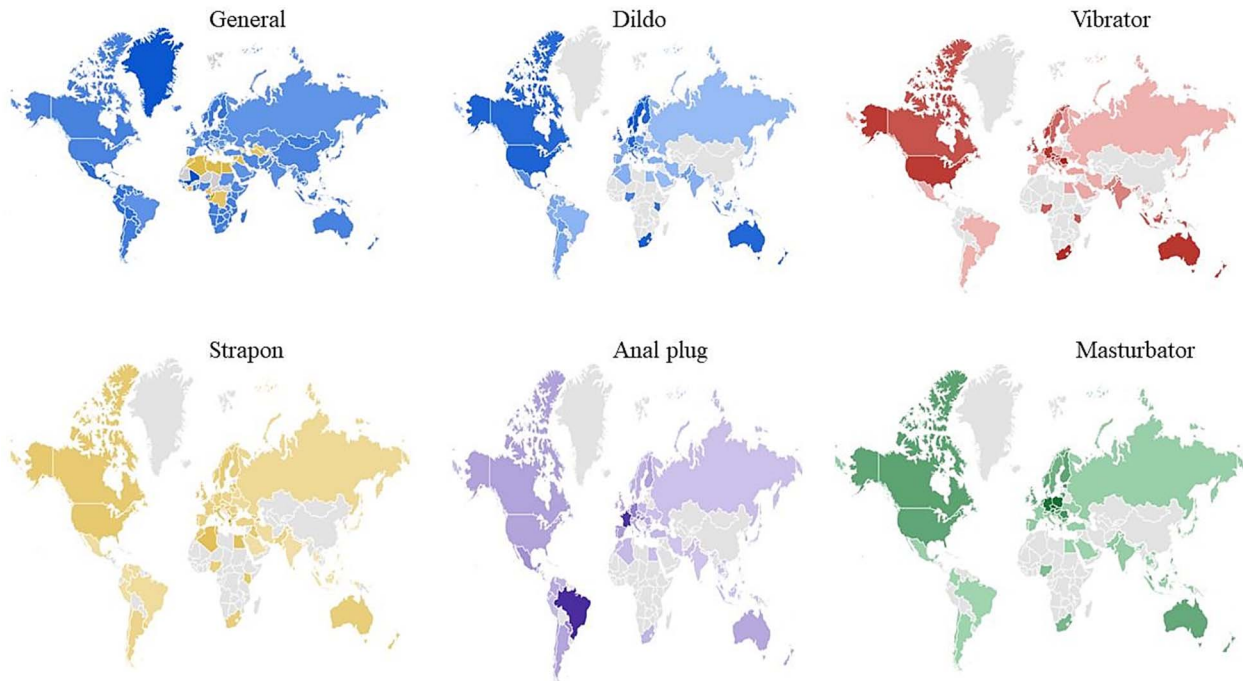 General
Dildo
Vibrator
Strapon
Anal plug
Masturbator